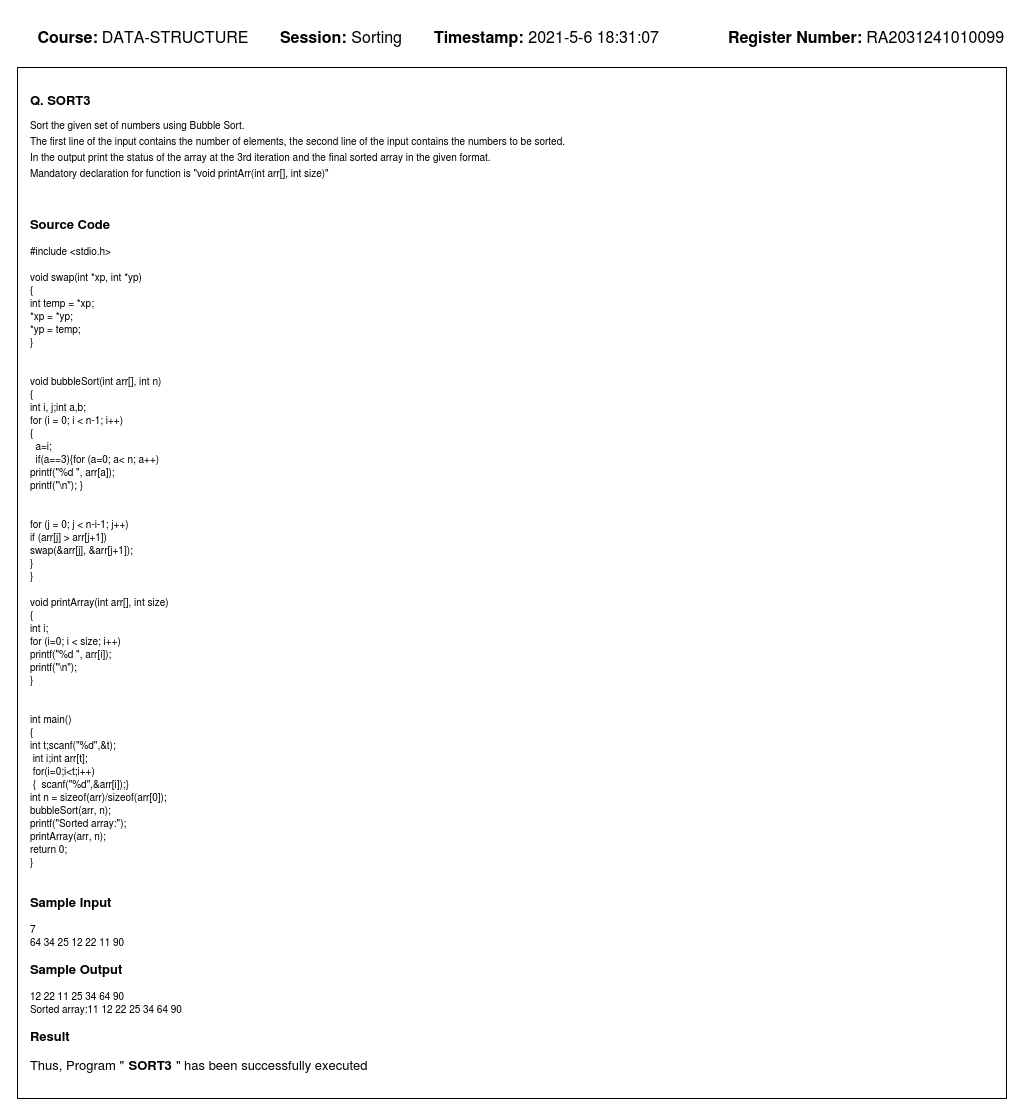 Course: DATA-STRUCTURE Session: Sorting Timestamp: 2021-5-6 18:31:07 Register Number: RA2031241010099
Q. SORT3
Sort the given set of numbers using Bubble Sort.
The first line of the input contains the number of elements, the second line of the input contains the numbers to be sorted.
In the output print the status of the array at the 3rd iteration and the final sorted array in the given format.
Mandatory declaration for function is "void printArr(int arr[], int size)"
Source Code
#include <stdio.h>
void swap(int *xp, int *yp)
{
int temp = *xp;
*xp = *yp;
*yp = temp;
}
void bubbleSort(int arr[], int n)
{
int i, j;int a,b;
for (i = 0; i < n-1; i++)
{
a=i;
if(a==3){for (a=0; a< n; a++)
printf("%d ", arr[a]);
printf("\n"); }
for (j = 0; j < n-i-1; j++)
if (arr[j] > arr[j+1])
swap(&arr[j], &arr[j+1]);
}
}
void printArray(int arr[], int size)
{
int i;
for (i=0; i < size; i++)
printf("%d ", arr[i]);
printf("\n");
}
int main()
{
int t;scanf("%d",&t);
int i;int arr[t];
for(i=0;i<t;i++)
{  scanf("%d",&arr[i]);}
int n = sizeof(arr)/sizeof(arr[0]);
bubbleSort(arr, n);
printf("Sorted array:");
printArray(arr, n);
return 0;
}
Sample Input
7
64 34 25 12 22 11 90
Sample Output
12 22 11 25 34 64 90
Sorted array:11 12 22 25 34 64 90
Result
Thus, Program " SORT3 " has been successfully executed